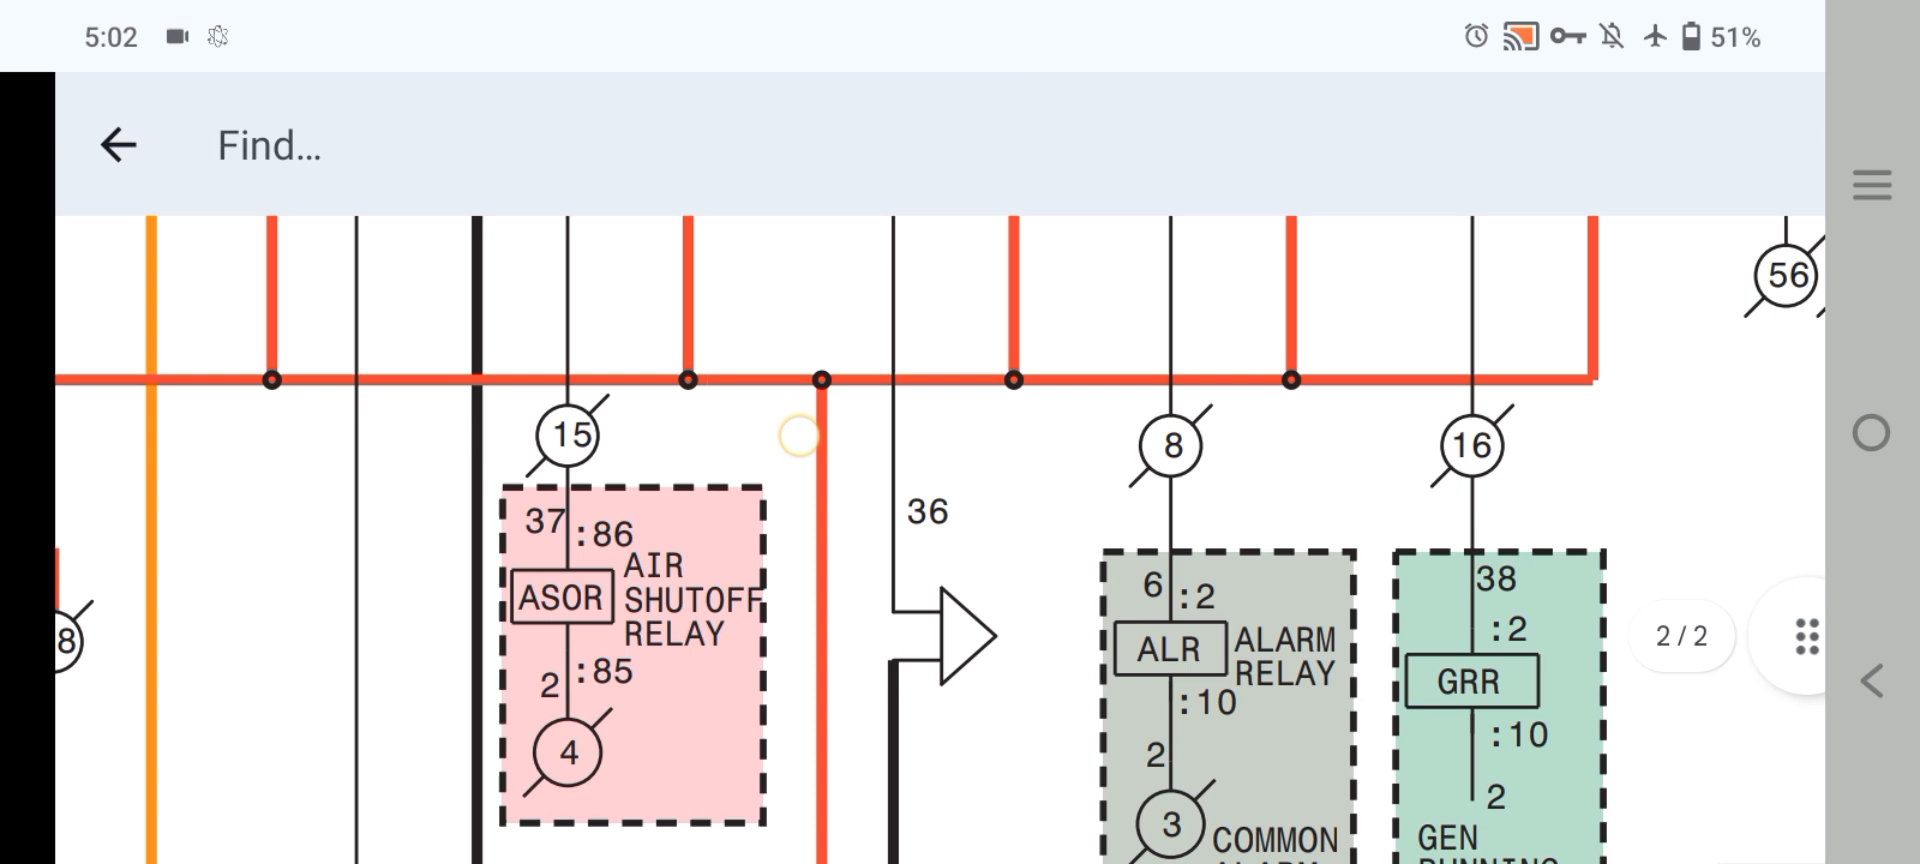 5:02
51%
Find...
56
15
8
16
37
:86
AIR
SHUTOFF
RELAY
ASOR
2
:85
4
36
6
:2
ALR
ALARM
RELAY
:10
2
3
COMMON
38
:2
GRR
:10
2
GEN
2/2
8